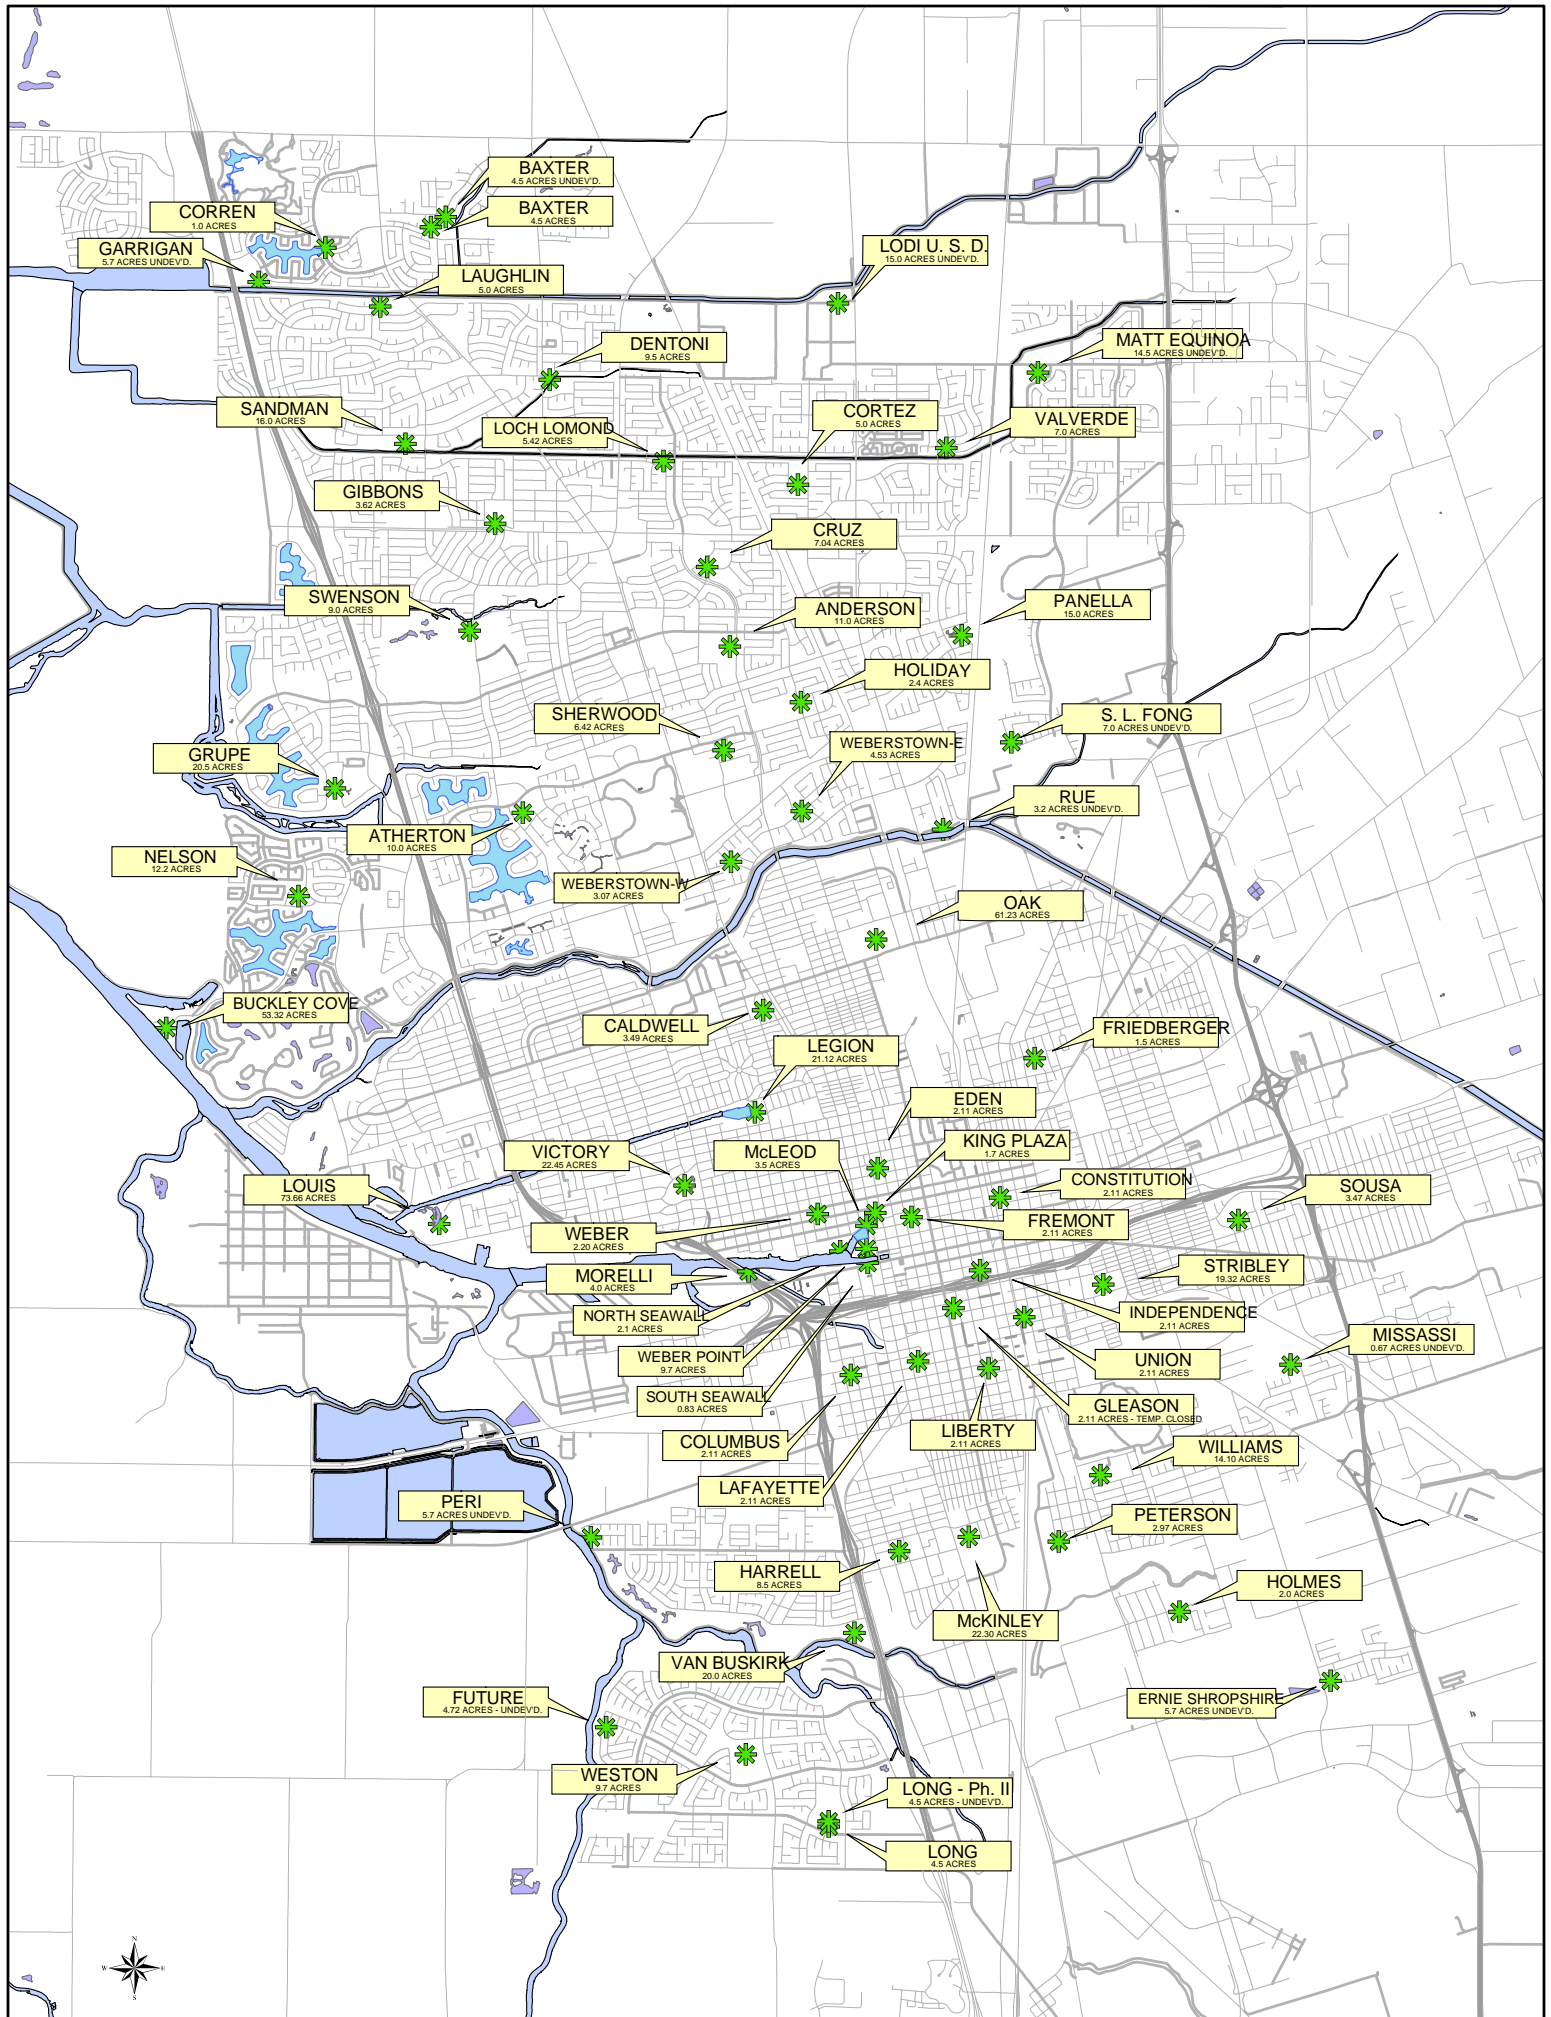 BAXTER
4.5 ACRES UNDEV'D.
BAXTER
4.5 ACRES
CORREN
1.0 ACRES
GARRIGAN
5.7 ACRES UNDEV'D.
LODI U. S. D.
15.0 ACRES UNDEV'D.
LAUGHLIN
5.0 ACRES
DENTONI
9.5 ACRES
MATT EQUINOA
14.5 ACRES UNDEV'D.
SANDMAN
16.0 ACRES
LOCH LOMOND
5.42 ACRES
CORTEZ
5.0 ACRES
VALVERDE
7.0 ACRES
GIBBONS
3.62 ACRES
CRUZ
7.04 ACRES
SWENSON
9.0 ACRES
ANDERSON
11.0 ACRES
PANELLA
15.0 ACRES
HOLIDAY
2.4 ACRES
SHERWOOD
6.42 ACRES
S. L. FONG
7.0 ACRES UNDEV'D.
WEBERSTOWN-E
4.53 ACRES
GRUPE
20.5 ACRES
RUE
3.2 ACRES UNDEV'D.
ATHERTON
10.0 ACRES
NELSON
12.2 ACRES
WEBERSTOWN-W
3.07 ACRES
OAK
61.23 ACRES
BUCKLEY COVE
53.32 ACRES
CALDWELL
3.49 ACRES
FRIEDBERGER
1.5 ACRES
LEGION
21.12 ACRES
EDEN
2.11 ACRES
KING PLAZA
1.7 ACRES
VICTORY
22.45 ACRES
McLEOD
3.5 ACRES
CONSTITUTION
2.11 ACRES
LOUIS
73.66 ACRES
SOUSA
3.47 ACRES
FREMONT
2.11 ACRES
WEBER
2.20 ACRES
STRIBLEY
19.32 ACRES
MORELLI
4.0 ACRES
NORTH SEAWALL
2.1 ACRES
INDEPENDENCE
2.11 ACRES
MISSASSI
0.67 ACRES UNDEV'D.
WEBER POINT
9.7 ACRES
UNION
2.11 ACRES
SOUTH SEAWALL
0.83 ACRES
GLEASON
2.11 ACRES - TEMP. CLOSED
LIBERTY
2.11 ACRES
COLUMBUS
2.11 ACRES
WILLIAMS
14.10 ACRES
LAFAYETTE
2.11 ACRES
PERI
5.7 ACRES UNDEV'D.
PETERSON
2.97 ACRES
HARRELL
8.5 ACRES
HOLMES
2.0 ACRES
McKINLEY
22.30 ACRES
VAN BUSKIRK
20.0 ACRES
FUTURE
4.72 ACRES - UNDEV'D.
ERNIE SHROPSHIRE
5.7 ACRES UNDEV'D.
WESTON
9.7 ACRES
LONG - Ph. II
4.5 ACRES - UNDEV'D.
LONG
4.5 ACRES
N
W
E
S